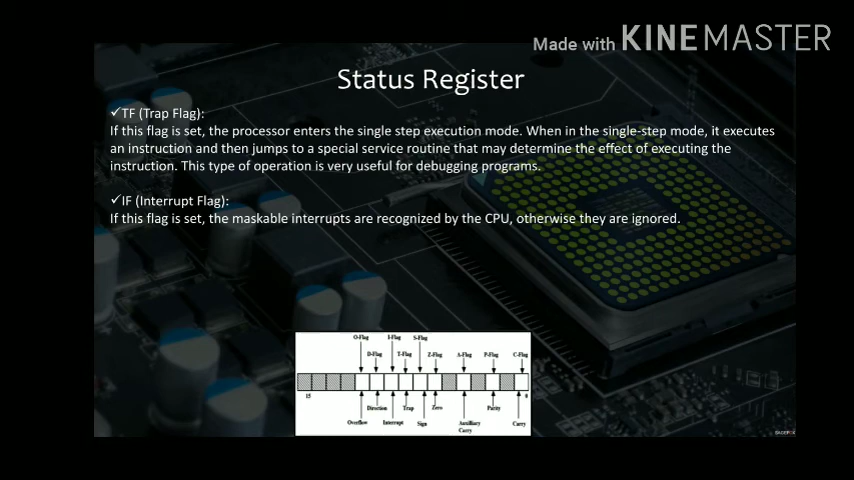 Made with KINEMASTER
Status Register
✓TF (Trap Flag):
If this flag is set, the processor enters the single step execution mode. When in the single-step mode, it executes
an instruction and then jumps to a special service routine that may determine the effect of executing the
instruction. This type of operation is very useful for debugging programs.
✓IF (Interrupt Flag):
If this flag is set, the maskable interrupts are recognized by the CPU, otherwise they are ignored.
O-Flag I-Flag S-Flag
D-Flag T-Flag Z-Flag A-Flag P-Flag C-Flag
15 0
Direction Trap Zero Parity
Overflow Interrupt Sign Auxiliary Carry
Carry